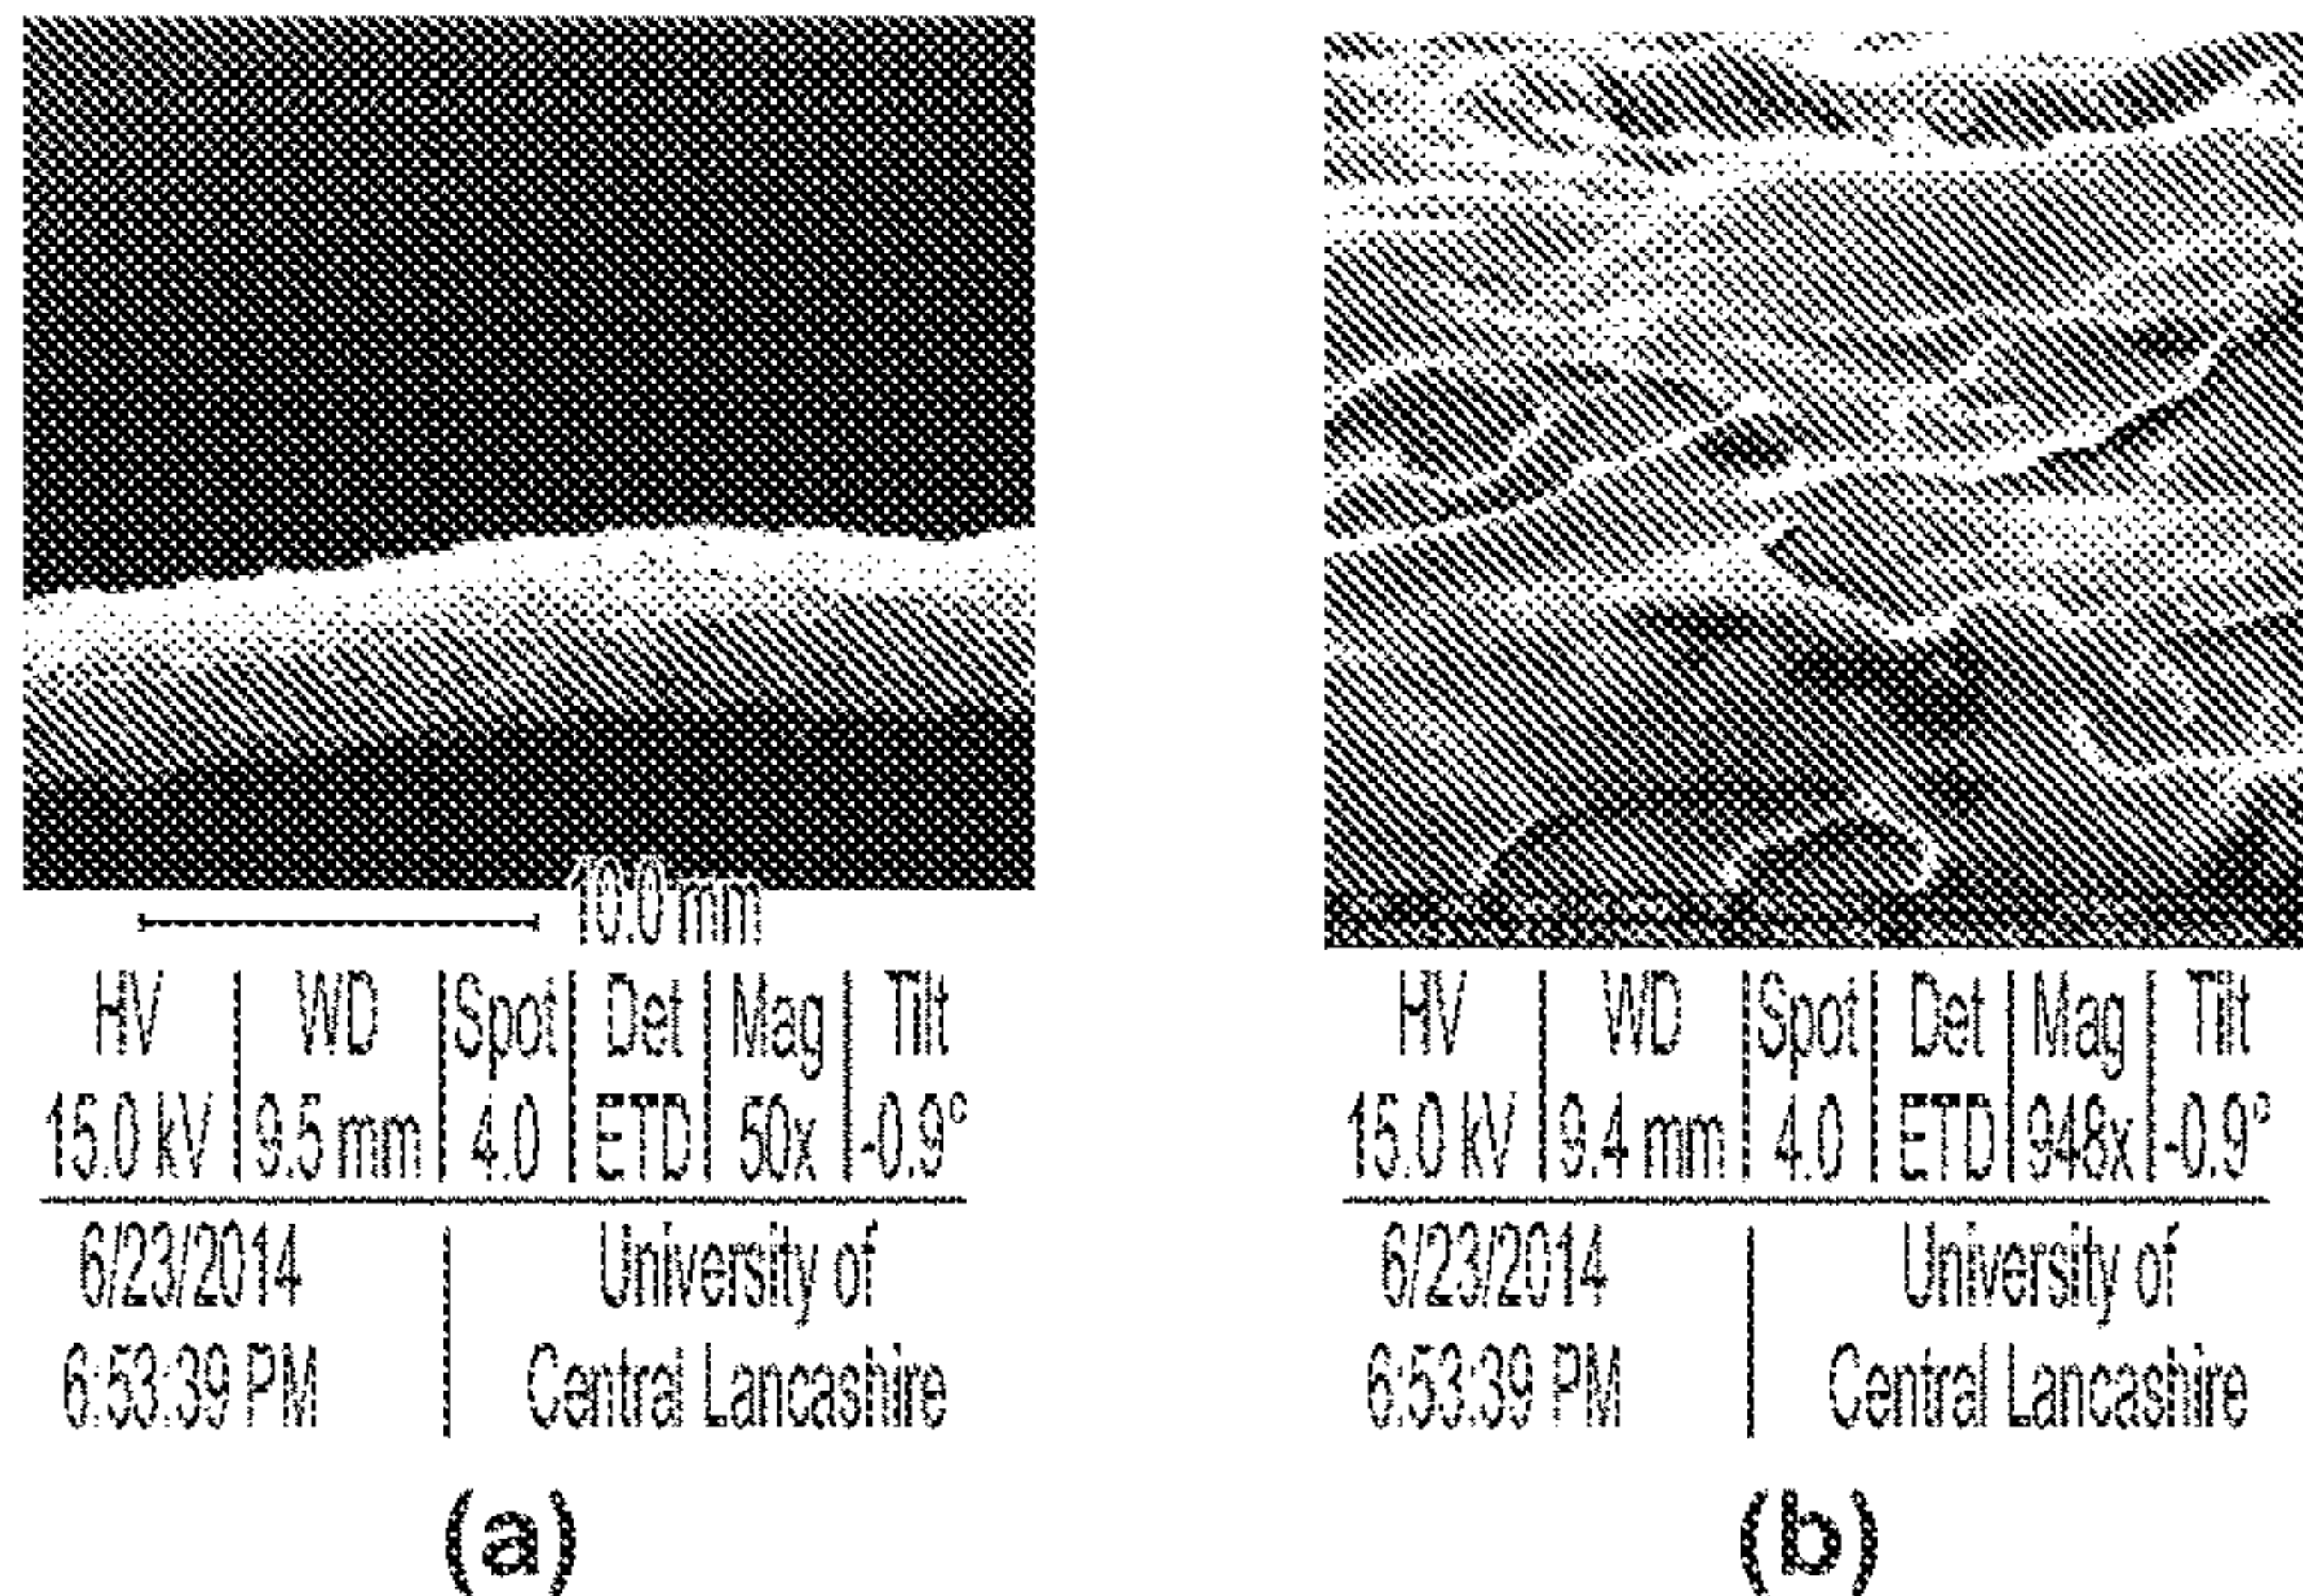 10.0 mm
HV WD Spot Det Mag Tilt
15.0 kV 9.5 mm 4.0 ETD 50x -0.9°
6/23/2014 University of
6:53:39 PM Central Lancashire
(a)
HV WD Spot Det Mag Tilt
15.0 kV 9.4 mm 4.0 ETD 948x -0.9°
6/23/2014 University of
6:53:39 PM Central Lancashire
(b)